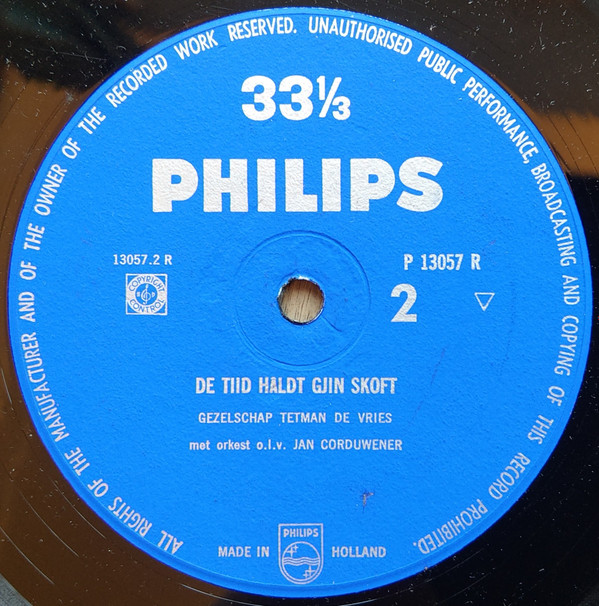 ALL RIGHTS OF THE MANUFACTURER AND OF THE OWNER OF THE RECORDED WORK RESERVED. UNAUTHORISED PUBLIC PERFORMANCE, BROADCASTING AND COPYING OF THIS RECORD PROHIBITED.
33⅓
PHILIPS
13057.2 R
P 13057 R
COPYRIGHT
CONTROL
2
DE TIID HALDT GJIN SKOFT
GEZELSCHAP TETMAN DE VRIES
met orkest o.l.v. JAN CORDUWENER
PHILIPS
MADE IN HOLLAND